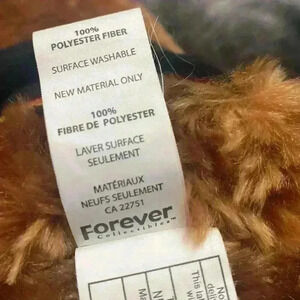 100%
POLYESTER FIBER
SURFACE WASHABLE
NEW MATERIAL ONLY
100%
FIBRE DE POLYESTER
LAVER SURFACE
SEULEMENT
MATÉRIAUX
NEUFS SEULEMENT
CA 22751
Forever
Collectibles™